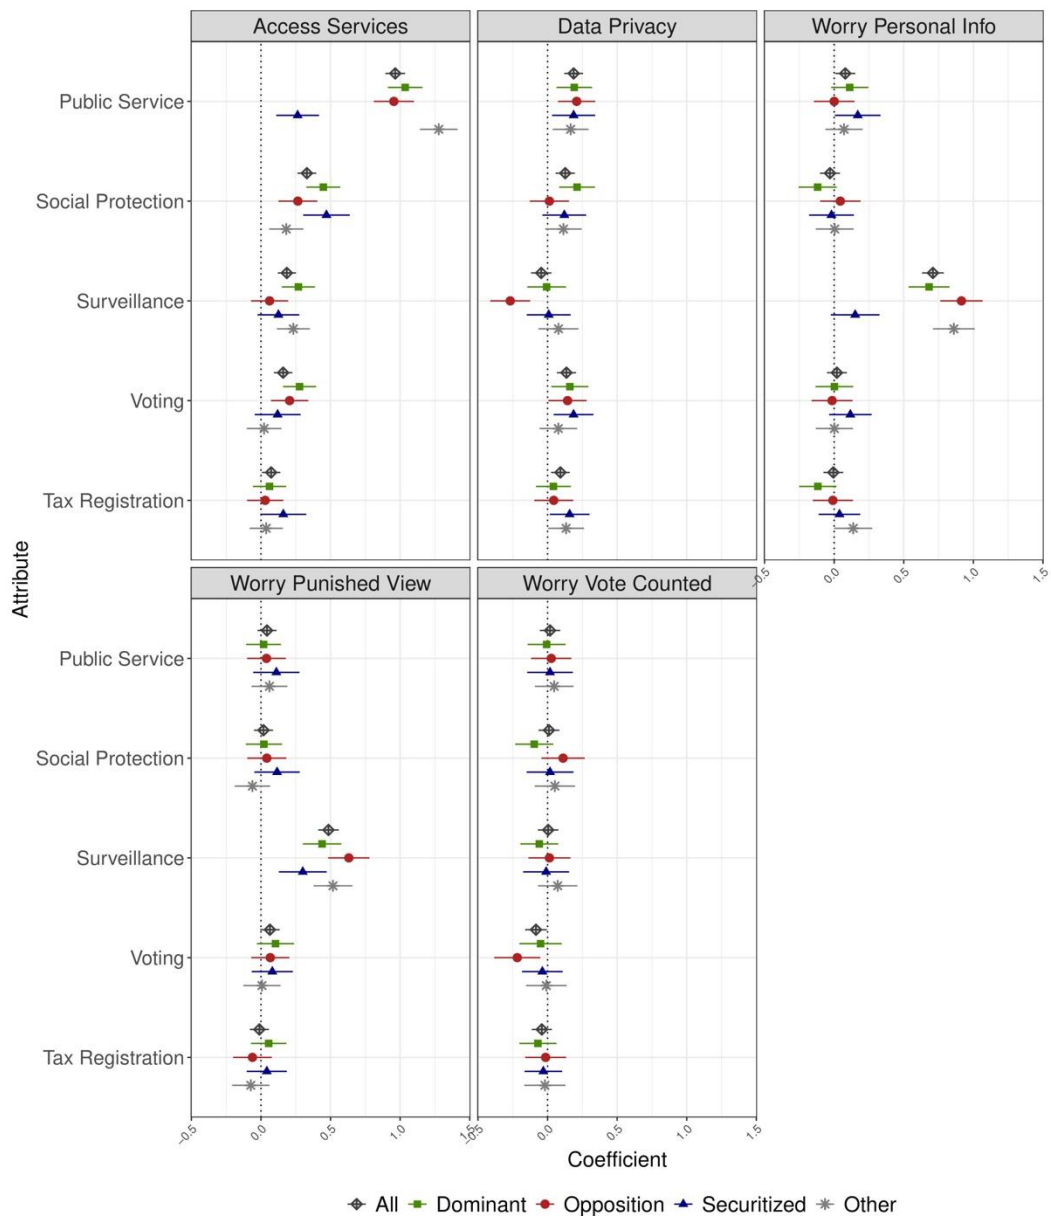 Access Services
Data Privacy
Worry Personal Info
Public Service
Social Protection
Surveillance
Voting
Tax Registration
-0.5
0.0
0.5
1.0
1.5
Attribute
Worry Punished View
Worry Vote Counted
Public Service
Social Protection
Surveillance
Voting
Tax Registration
-0.5
0.0
0.5
1.0
1.5
-0.5
0.0
0.5
1.0
1.5
Coefficient
All Dominant Opposition Securitized Other